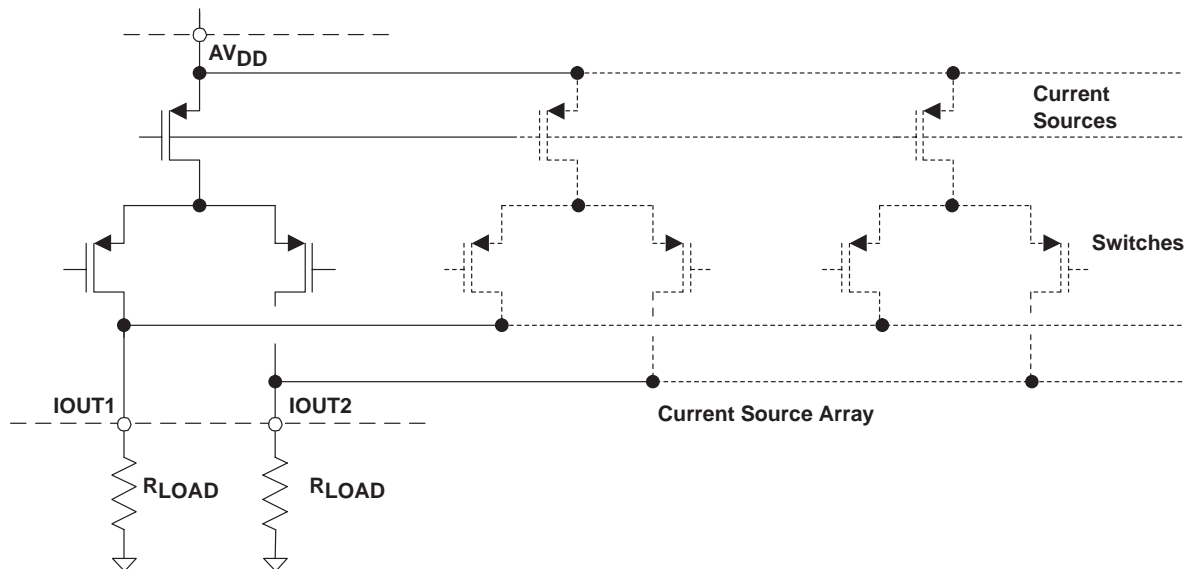 AVDD
Current
Sources
Switches
IOUT1
IOUT2
Current Source Array
RLOAD
RLOAD